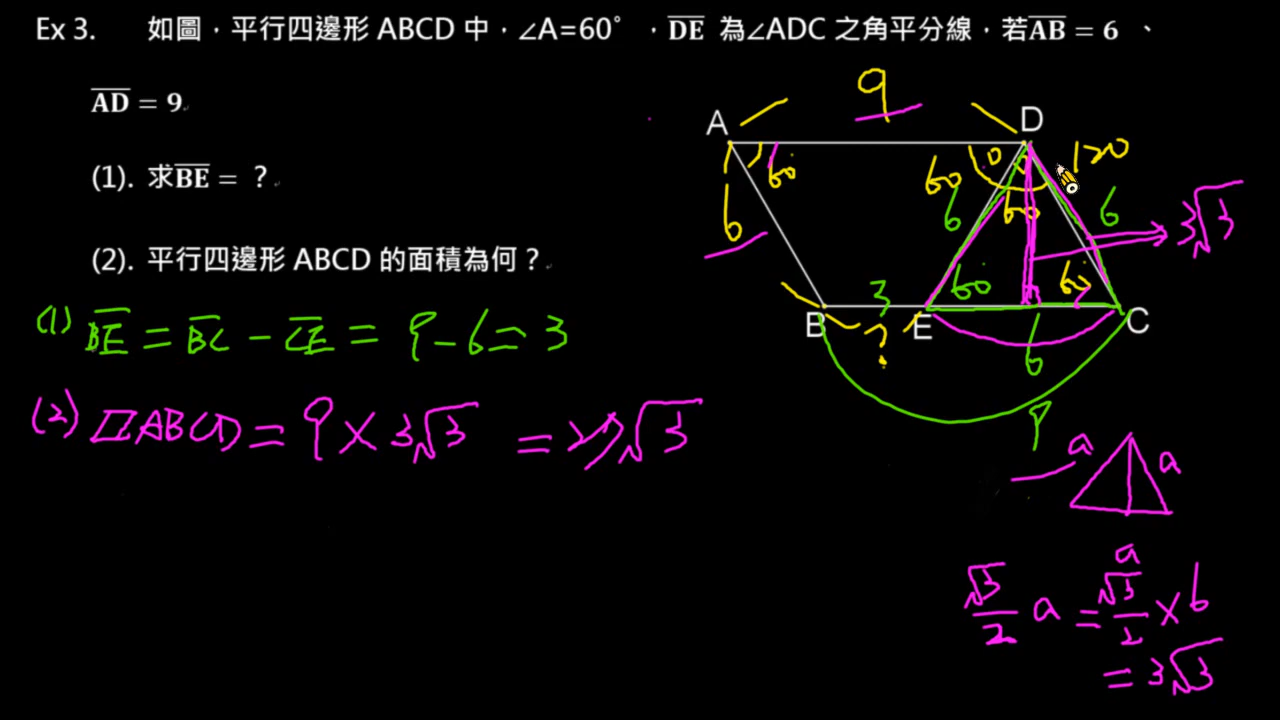 Ex 3. 如圖，平行四邊形 ABCD 中，∠A=60°，DE 為∠ADC 之角平分線，若AB = 6 、
AD = 9
(1). 求BE = ？
(2). 平行四邊形 ABCD 的面積為何？
(1) BE = BC - CE = 9 - 6 = 3
(2) ▱ABCD = 9 × 3√3 = 27√3
9
A
D
60
60
120
6
6
60
6
3√3
3
60
60
B
?
E
6
C
9
a
a
a
√3/2 a = √3/2 × 6
= 3√3